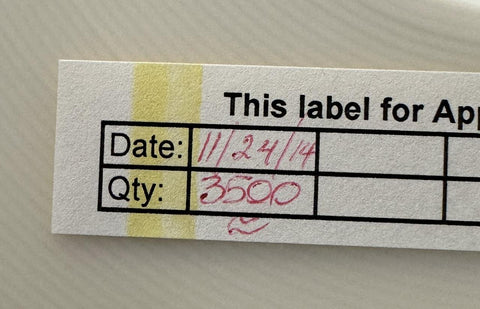 This label for App
Date: 11/24/14
Qty: 3500